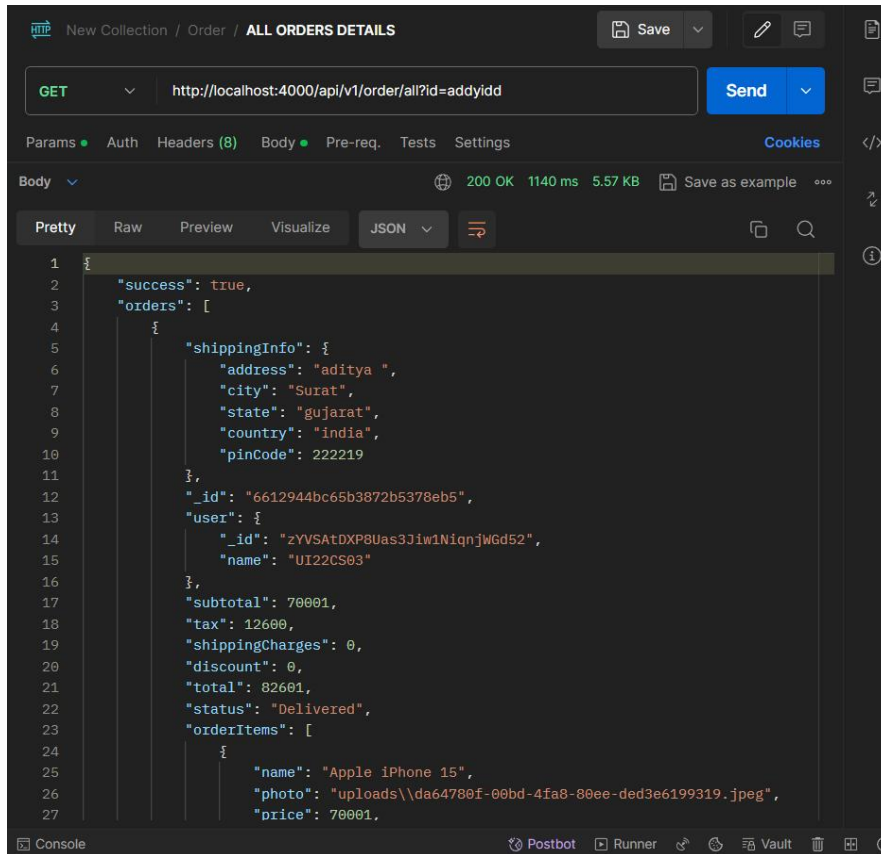 HTTP New Collection / Order / ALL ORDERS DETAILS Save
GET http://localhost:4000/api/v1/order/all?id=addyidd Send
Params Auth Headers (8) Body Pre-req. Tests Settings Cookies
Body 200 OK 1140 ms 5.57 KB Save as example
Pretty Raw Preview Visualize JSON
1 {
2 "success": true,
3 "orders": [
4 {
5 "shippingInfo": {
6 "address": "aditya ",
7 "city": "Surat",
8 "state": "gujarat",
9 "country": "india",
10 "pinCode": 222219
11 },
12 "_id": "6612944bc65b3872b5378eb5",
13 "user": {
14 "_id": "zYVSAtDXP8Uas3Jiw1NiqnjWGd52",
15 "name": "UI22CS03"
16 },
17 "subtotal": 70001,
18 "tax": 12600,
19 "shippingCharges": 0,
20 "discount": 0,
21 "total": 82601,
22 "status": "Delivered",
23 "orderItems": [
24 {
25 "name": "Apple iPhone 15",
26 "photo": "uploads\\da64780f-00bd-4fa8-80ee-ded3e6199319.jpeg",
27 "price": 70001,
Console Postbot Runner Vault